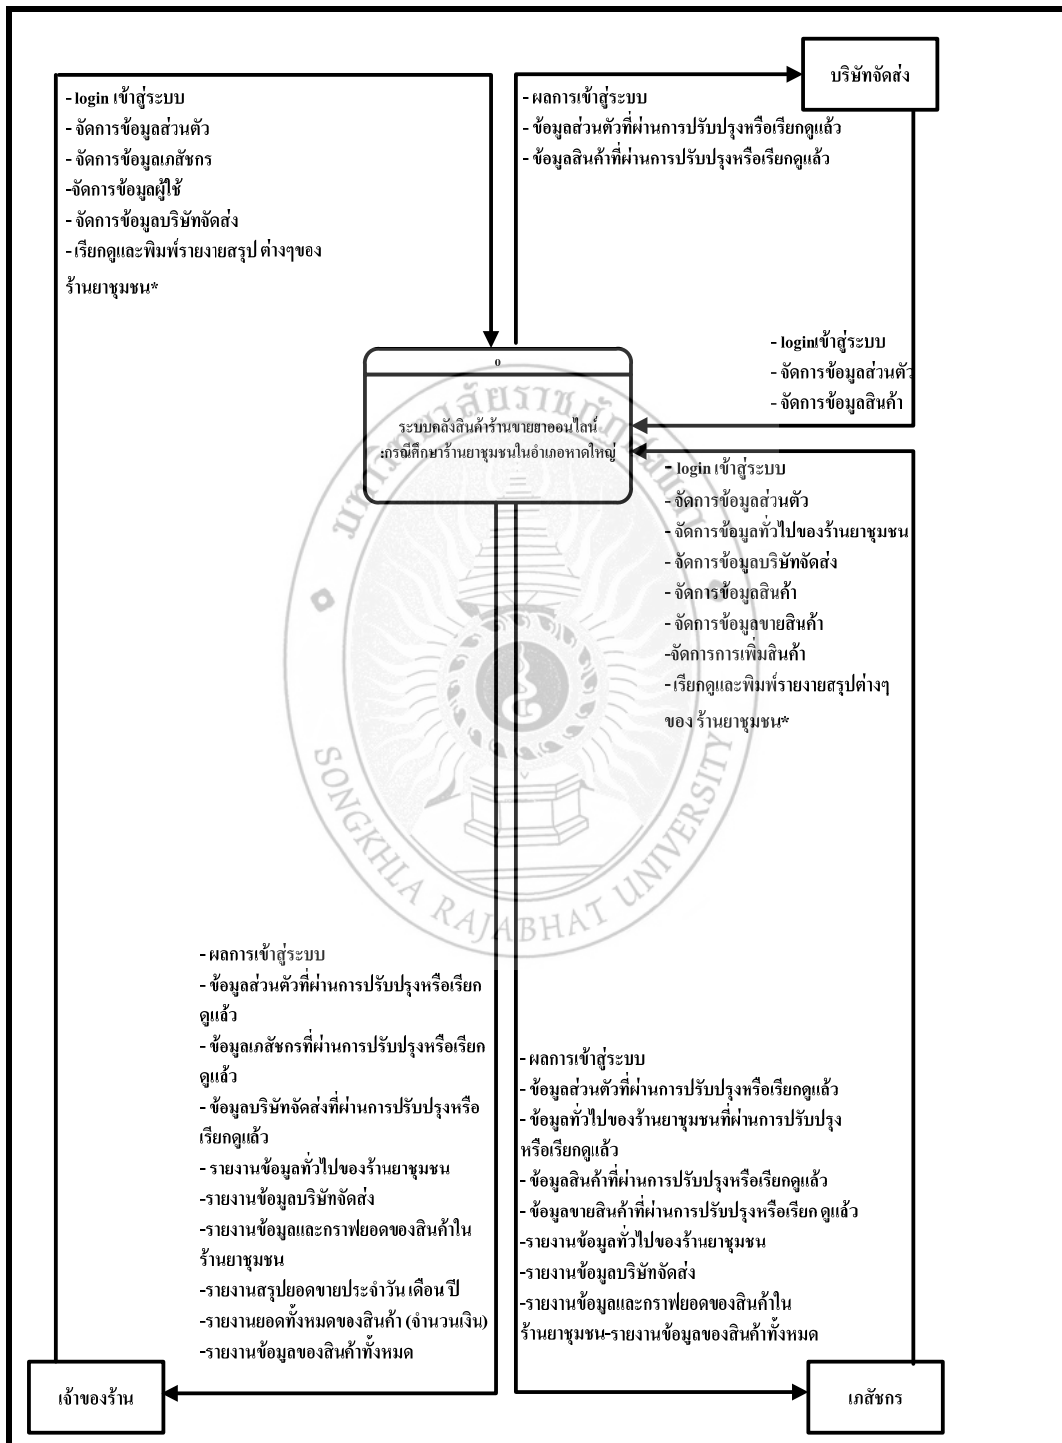 บริษัทจัดส่ง
- login เข้าสู่ระบบ
- จัดการข้อมูลส่วนตัว
- จัดการข้อมูลเภสัชกร
-จัดการข้อมูลผู้ใช้
- จัดการข้อมูลบริษัทจัดส่ง
- เรียกดูและพิมพ์รายงายสรุป ต่างๆของ
ร้านยาชุมชน*
- ผลการเข้าสู่ระบบ
- ข้อมูลส่วนตัวที่ผ่านการปรับปรุงหรือเรียกดูแล้ว
- ข้อมูลสินค้าที่ผ่านการปรับปรุงหรือเรียกดูแล้ว
- loginเข้าสู่ระบบ
- จัดการข้อมูลส่วนตัว
- จัดการข้อมูลสินค้า
0
ระบบคลังสินค้าร้านขายยาออนไลน์
:กรณีศึกษาร้านยาชุมชนในอำเภอหาดใหญ่
- login เข้าสู่ระบบ
- จัดการข้อมูลส่วนตัว
- จัดการข้อมูลทั่วไปของร้านยาชุมชน
- จัดการข้อมูลบริษัทจัดส่ง
- จัดการข้อมูลสินค้า
- จัดการข้อมูลขายสินค้า
-จัดการการเพิ่มสินค้า
- เรียกดูและพิมพ์รายงายสรุปต่างๆ
ของ ร้านยาชุมชน*
มหาวิทยาลัยราชภัฏสงขลา
SONGKHLA RAJABHAT UNIVERSITY
- ผลการเข้าสู่ระบบ
- ข้อมูลส่วนตัวที่ผ่านการปรับปรุงหรือเรียก
ดูแล้ว
- ข้อมูลเภสัชกรที่ผ่านการปรับปรุงหรือเรียก
ดูแล้ว
- ข้อมูลบริษัทจัดส่งที่ผ่านการปรับปรุงหรือ
เรียกดูแล้ว
- รายงานข้อมูลทั่วไปของร้านยาชุมชน
-รายงานข้อมูลบริษัทจัดส่ง
-รายงานข้อมูลและกราฟยอดของสินค้าใน
ร้านยาชุมชน
-รายงานสรุปยอดขายประจำวัน เดือน ปี
-รายงานยอดทั้งหมดของสินค้า (จำนวนเงิน)
-รายงานข้อมูลของสินค้าทั้งหมด
- ผลการเข้าสู่ระบบ
- ข้อมูลส่วนตัวที่ผ่านการปรับปรุงหรือเรียกดูแล้ว
- ข้อมูลทั่วไปของร้านยาชุมชนที่ผ่านการปรับปรุง
หรือเรียกดูแล้ว
- ข้อมูลสินค้าที่ผ่านการปรับปรุงหรือเรียกดูแล้ว
- ข้อมูลขายสินค้าที่ผ่านการปรับปรุงหรือเรียก ดูแล้ว
-รายงานข้อมูลทั่วไปของร้านยาชุมชน
-รายงานข้อมูลบริษัทจัดส่ง
-รายงานข้อมูลและกราฟยอดของสินค้าใน
ร้านยาชุมชน-รายงานข้อมูลของสินค้าทั้งหมด
เจ้าของร้าน
เภสัชกร